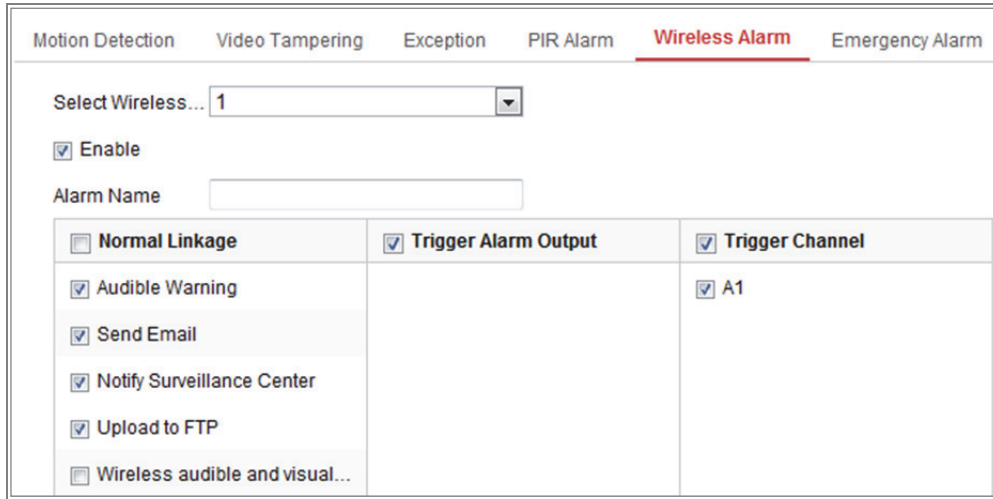 Motion Detection Video Tampering Exception PIR Alarm Wireless Alarm Emergency Alarm
Select Wireless... 1
Enable
Alarm Name
Normal Linkage Trigger Alarm Output Trigger Channel
Audible Warning A1
Send Email
Notify Surveillance Center
Upload to FTP
Wireless audible and visual...